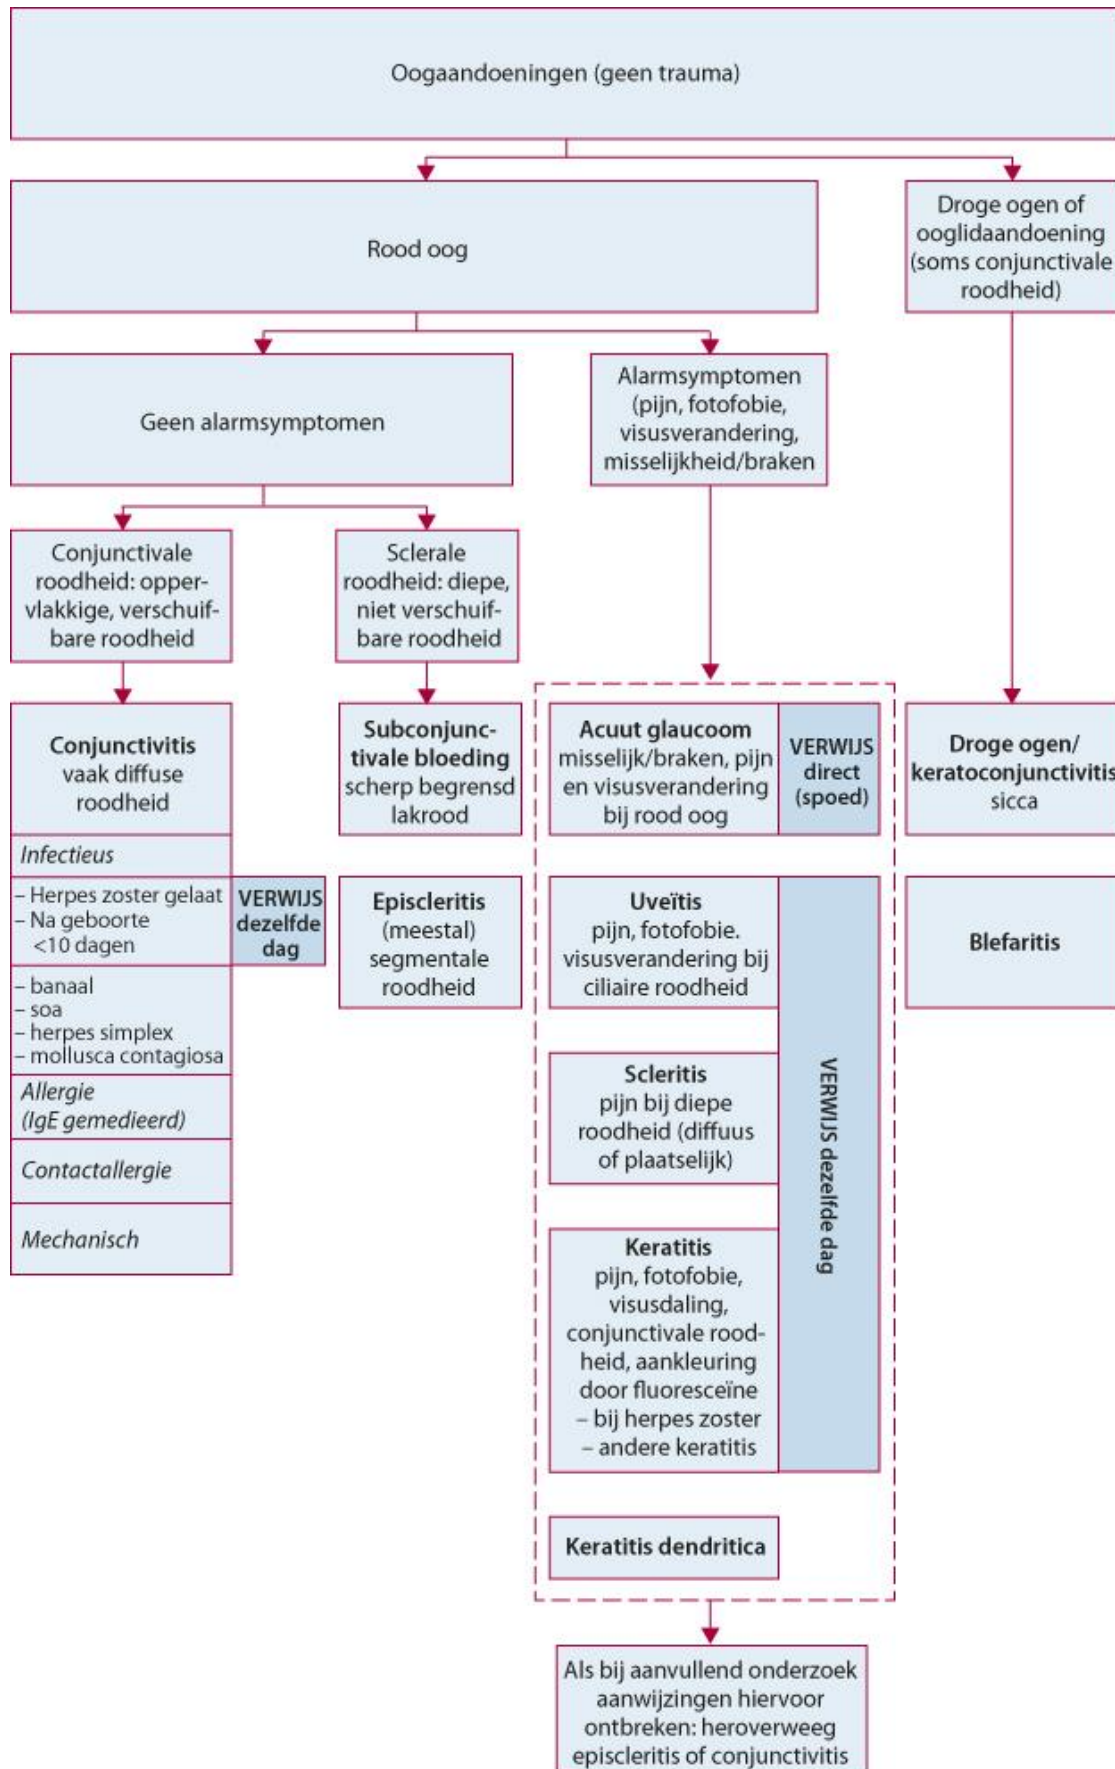 Oogaandoeningen (geen trauma)
Rood oog
Droge ogen of
ooglidaandoening
(soms conjunctivale
roodheid)
Geen alarmsymptomen
Alarmsymptomen
(pijn, fotofobie,
visusverandering,
misselijkheid/braken
Conjunctivale
roodheid: opper-
vlakkige, verschuif-
bare roodheid
Sclerale
roodheid: diepe,
niet verschuif-
bare roodheid
Conjunctivitis
vaak diffuse
roodheid
Infectieus
– Herpes zoster gelaat
– Na geboorte
<10 dagen
VERWIJS
dezelfde
dag
– banaal
– soa
– herpes simplex
– mollusca contagiosa
Allergie
(IgE gemedieerd)
Contactallergie
Mechanisch
Subconjunc-
tivale bloeding
scherp begrensd
lakrood
Episcleritis
(meestal)
segmentale
roodheid
Acuut glaucoom
misselijk/braken, pijn
en visusverandering
bij rood oog
VERWIJS
direct
(spoed)
Uveïtis
pijn, fotofobie.
visusverandering bij
ciliaire roodheid
Scleritis
pijn bij diepe
roodheid (diffuus
of plaatselijk)
Keratitis
pijn, fotofobie,
visusdaling,
conjunctivale rood-
heid, aankleuring
door fluoresceïne
– bij herpes zoster
– andere keratitis
VERWIJS dezelfde dag
Keratitis dendritica
Als bij aanvullend onderzoek
aanwijzingen hiervoor
ontbreken: heroverweeg
episcleritis of conjunctivitis
Droge ogen/
keratoconjunctivitis
sicca
Blefaritis